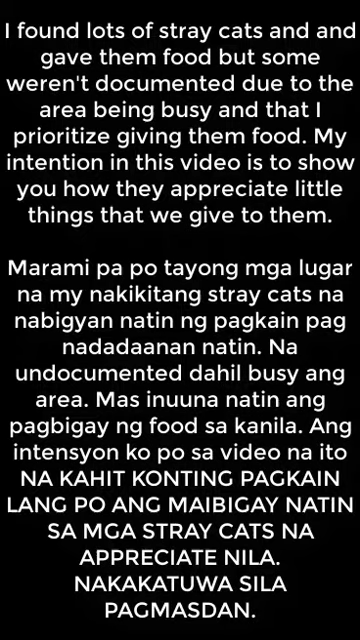 I found lots of stray cats and and
gave them food but some
weren't documented due to the
area being busy and that I
prioritize giving them food. My
intention in this video is to show
you how they appreciate little
things that we give to them.
Marami pa po tayong mga lugar
na my nakikitang stray cats na
nabigyan natin ng pagkain pag
nadadaanan natin. Na
undocumented dahil busy ang
area. Mas inuuna natin ang
pagbigay ng food sa kanila. Ang
intensyon ko po sa video na ito
NA KAHIT KONTING PAGKAIN
LANG PO ANG MAIBIGAY NATIN
SA MGA STRAY CATS NA
APPRECIATE NILA.
NAKAKATUWA SILA
PAGMASDAN.